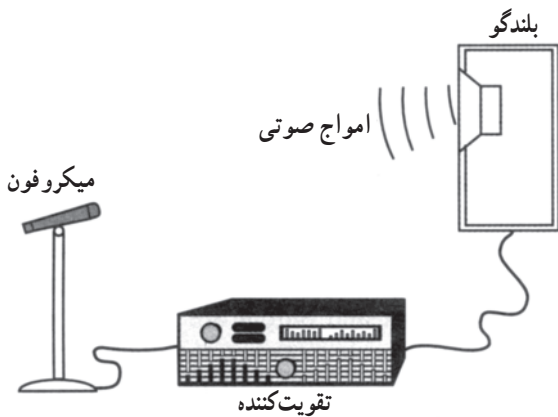 بلندگو
امواج صوتی
میکروفون
تقویت‌کننده